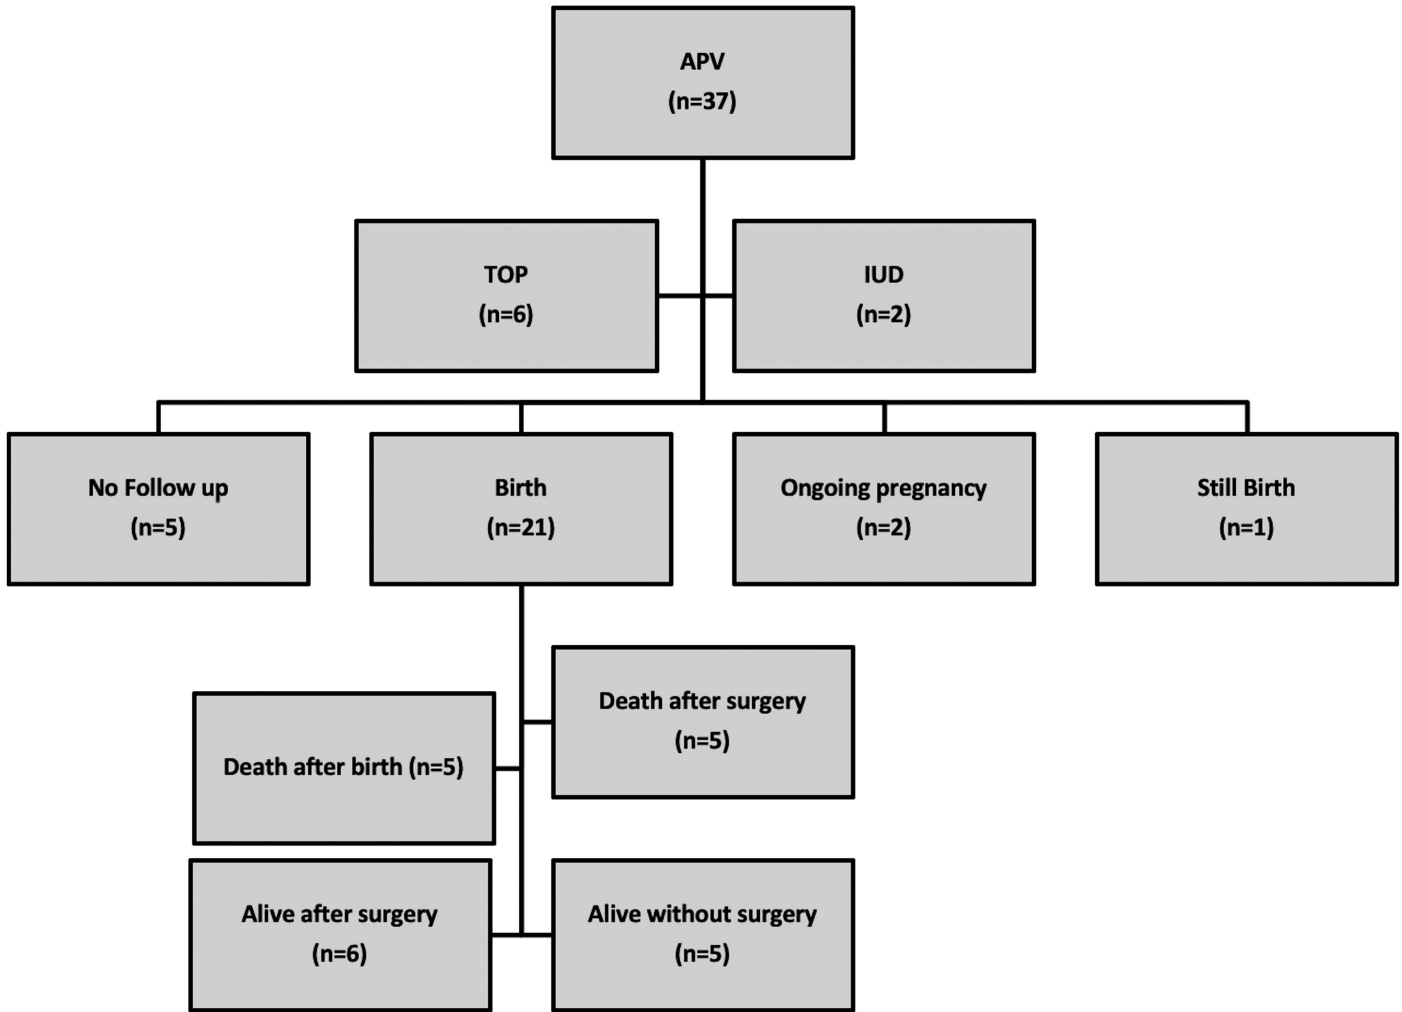 APV
(n=37)
TOP
(n=6)
IUD
(n=2)
No Follow up
(n=5)
Birth
(n=21)
Ongoing pregnancy
(n=2)
Still Birth
(n=1)
Death after surgery
(n=5)
Death after birth (n=5)
Alive after surgery
(n=6)
Alive without surgery
(n=5)